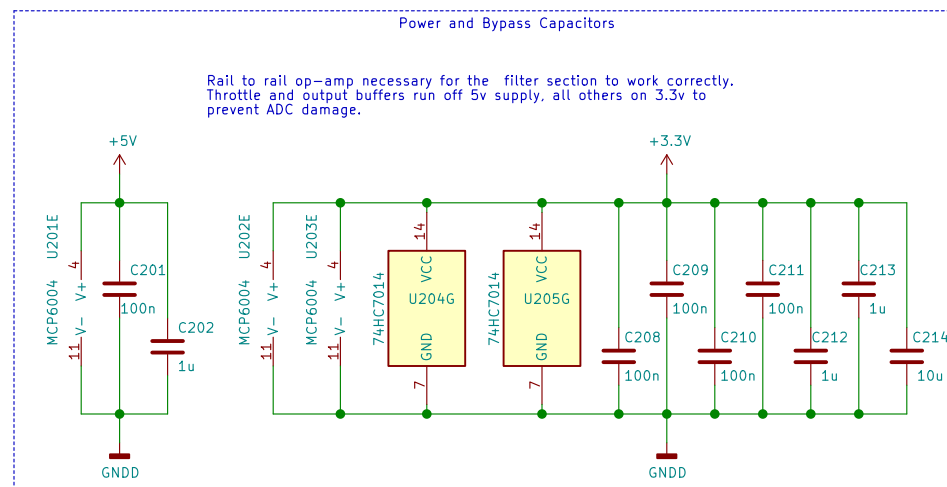 Power and Bypass Capacitors
Rail to rail op-amp necessary for the  filter section to work correctly.
Throttle and output buffers run off 5v supply, all others on 3.3v to
prevent ADC damage.
+5V
+3.3V
U201E
MCP6004
4
V+
V-
11
C201
100n
C202
1u
GNDD
U202E
MCP6004
4
V+
V-
11
U203E
MCP6004
4
V+
V-
11
74HC7014
14
VCC
U204G
GND
7
74HC7014
14
VCC
U205G
GND
7
C208
100n
C209
100n
C210
100n
C211
100n
C212
1u
C213
1u
C214
10u
GNDD